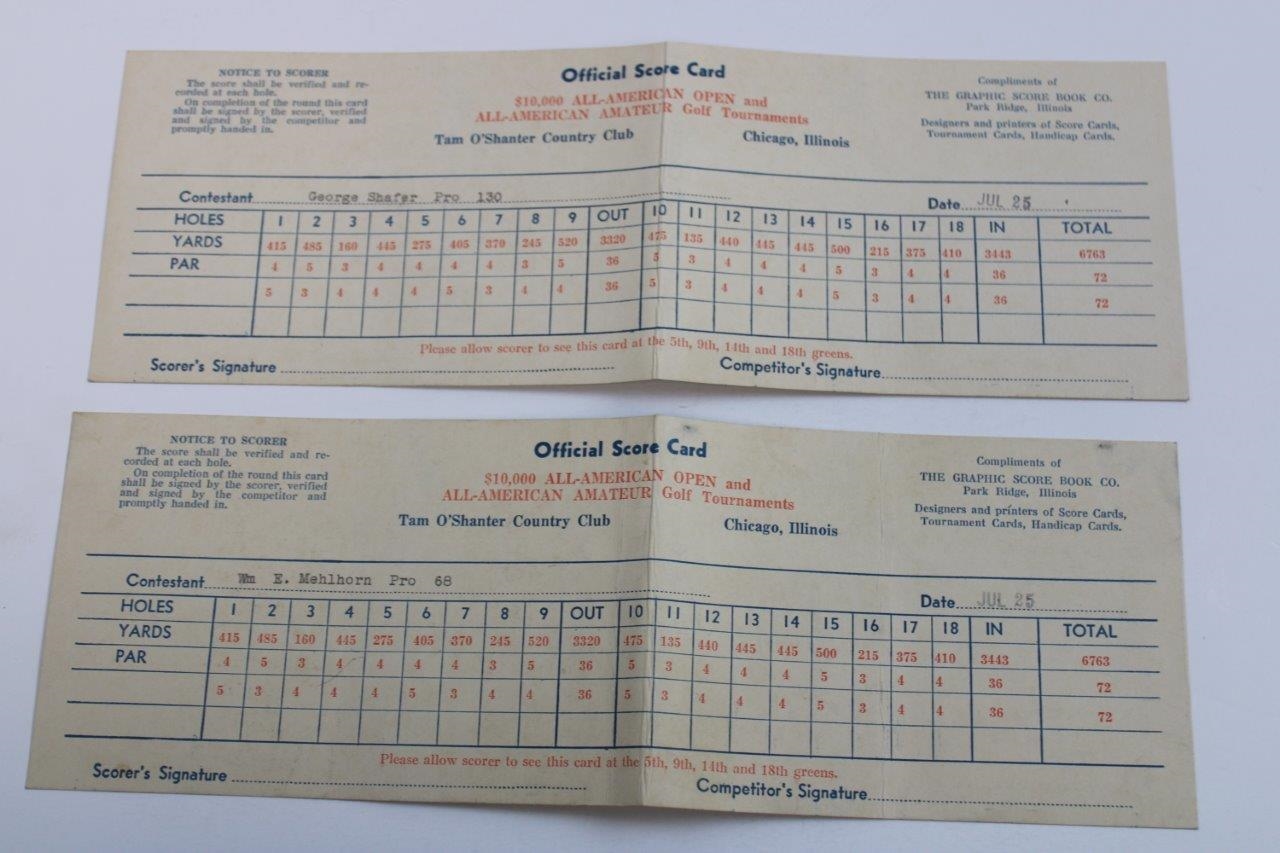 NOTICE TO SCORER
The score shall be verified and re-
corded at each hole.
On completion of the round this card
shall be signed by the scorer, verified
and signed by the competitor and
promptly handed in.
Official Score Card
$10,000 ALL-AMERICAN OPEN and
ALL-AMERICAN AMATEUR Golf Tournaments
Tam O'Shanter Country Club Chicago, Illinois
Compliments of
THE GRAPHIC SCORE BOOK CO.
Park Ridge, Illinois
Designers and printers of Score Cards,
Tournament Cards, Handicap Cards.
Contestant George Shafer Pro 130 Date JUL 25
HOLES 1 2 3 4 5 6 7 8 9 OUT 10 11 12 13 14 15 16 17 18 IN TOTAL
YARDS 415 485 160 445 275 405 370 245 520 3320 475 135 440 445 445 500 215 375 410 3443 6763
PAR 4 5 3 4 4 4 4 3 5 36 5 3 4 4 4 5 3 4 4 36 72
5 3 4 4 4 5 3 4 4 36 5 3 4 4 4 5 3 4 4 36 72
Please allow scorer to see this card at the 5th, 9th, 14th and 18th greens.
Scorer's Signature Competitor's Signature
NOTICE TO SCORER
The score shall be verified and re-
corded at each hole.
On completion of the round this card
shall be signed by the scorer, verified
and signed by the competitor and
promptly handed in.
Official Score Card
$10,000 ALL-AMERICAN OPEN and
ALL-AMERICAN AMATEUR Golf Tournaments
Tam O'Shanter Country Club Chicago, Illinois
Compliments of
THE GRAPHIC SCORE BOOK CO.
Park Ridge, Illinois
Designers and printers of Score Cards,
Tournament Cards, Handicap Cards.
Contestant Wm E. Mehlhorn Pro 68 Date JUL 25
HOLES 1 2 3 4 5 6 7 8 9 OUT 10 11 12 13 14 15 16 17 18 IN TOTAL
YARDS 415 485 160 445 275 405 370 245 520 3320 475 135 440 445 445 500 215 375 410 3443 6763
PAR 4 5 3 4 4 4 4 3 5 36 5 3 4 4 4 5 3 4 4 36 72
5 3 4 4 4 5 3 4 4 36 5 3 4 4 4 5 3 4 4 36 72
Please allow scorer to see this card at the 5th, 9th, 14th and 18th greens.
Scorer's Signature Competitor's Signature